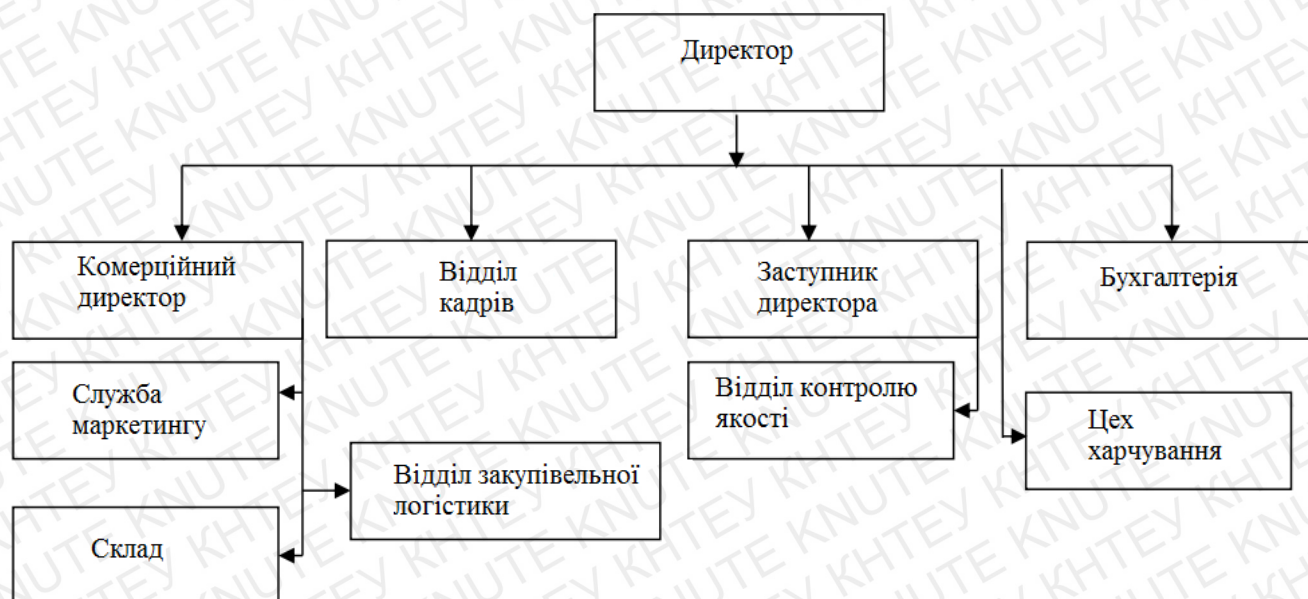 Директор
Комерційний
директор
Відділ
кадрів
Заступник
директора
Бухгалтерія
Служба
маркетингу
Відділ контролю
якості
Цех
харчування
Відділ закупівельної
логістики
Склад